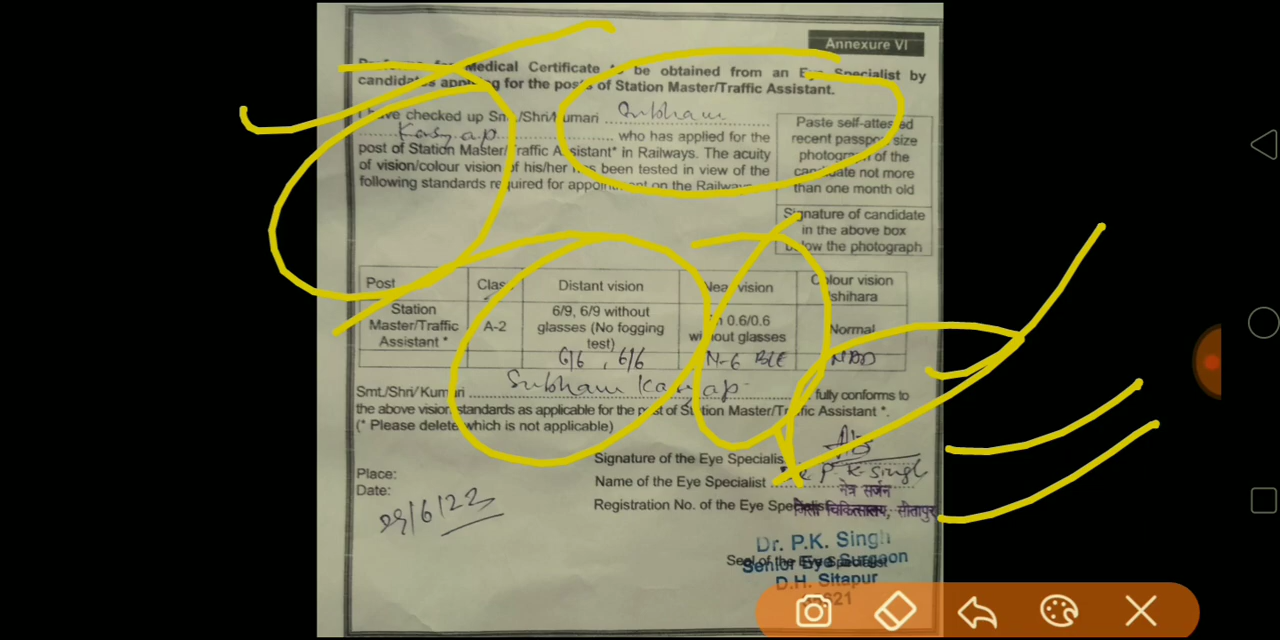 Annexure VI
Proforma for Medical Certificate to be obtained from an Eye Specialist by
candidates applying for the posts of Station Master/Traffic Assistant.
I have checked up Smt./Shri/Kumari Subham
Kasyap who has applied for the
post of Station Master/Traffic Assistant* in Railways. The acuity
of vision/colour vision of his/her has been tested in view of the
following standards required for appointment on the Railways
Paste self-attested
recent passport size
photograph of the
candidate not more
than one month old
Signature of candidate
in the above box
below the photograph
Post Class Distant vision Near vision Colour vision Ishihara
Station Master/Traffic Assistant * A-2 6/9, 6/9 without glasses (No fogging test) 0.6/0.6 without glasses Normal
6/6 , 6/6 N-6 BLE NAD
Smt./Shri/Kumari Subham Kasyap fully conforms to
the above vision standards as applicable for the post of Station Master/Traffic Assistant *.
(* Please delete which is not applicable)
Signature of the Eye Specialist
Name of the Eye Specialist P. K. Singh
नेत्र सर्जन
Registration No. of the Eye Specialist
जिला चिकित्सालय, सीतापुर
Place:
Date:
29/6/22
Dr. P.K. Singh
Seal of the Eye Specialist
Senior Eye Surgeon
D.H. Sitapur